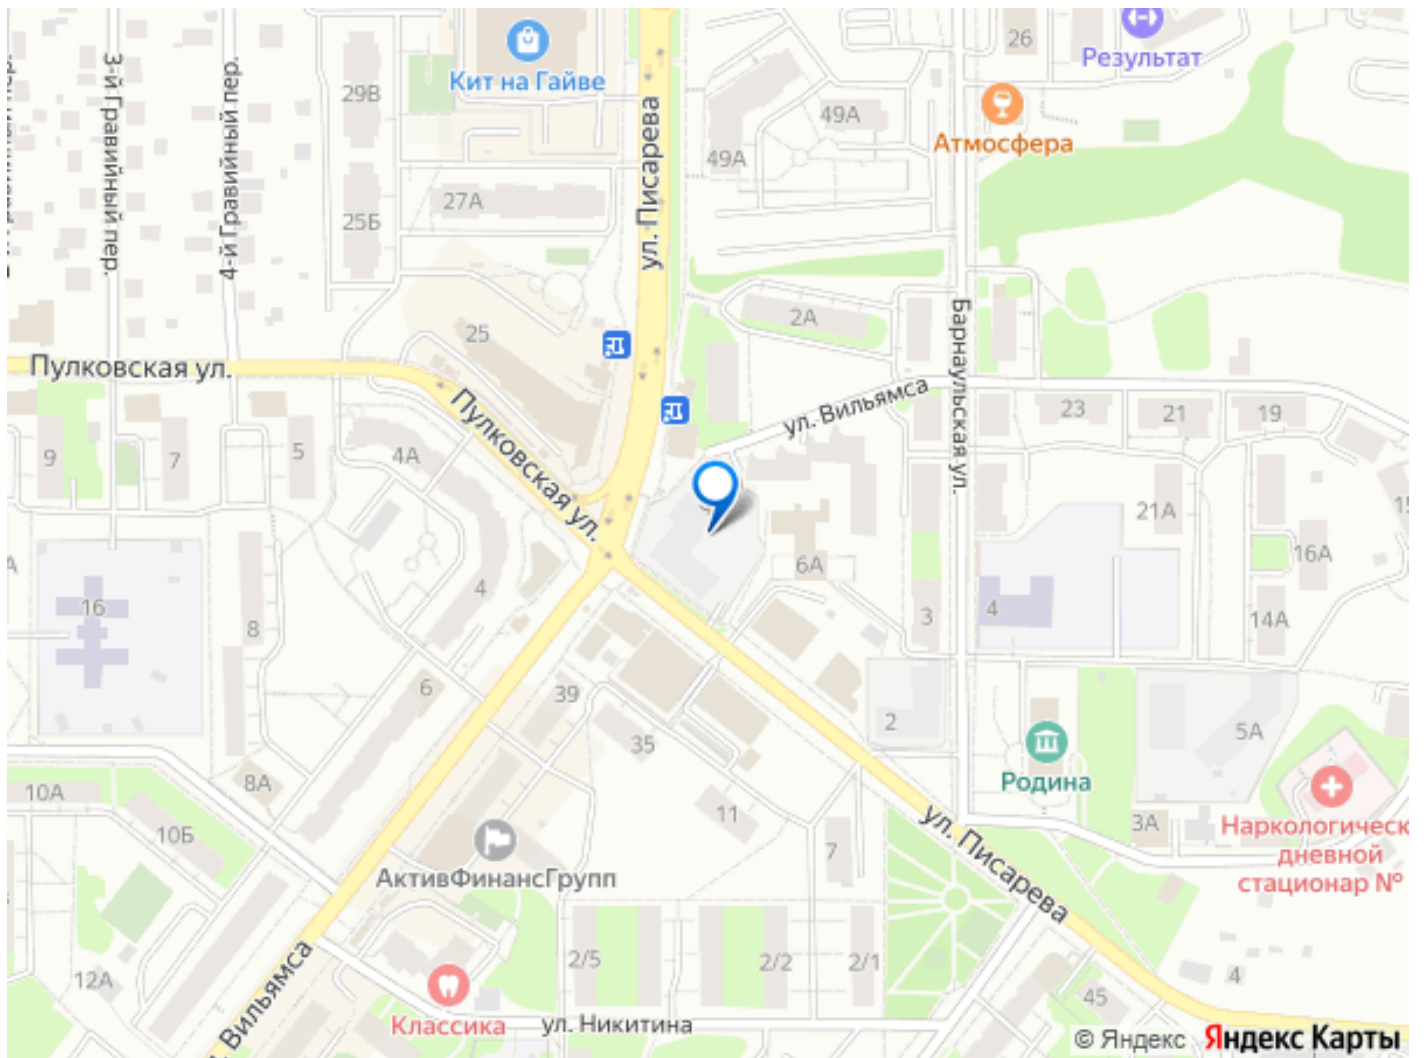 3-й Гравийный пер.
4-й Гравийный пер.
29В
Кит на Гайве
ул. Писарева
49А
49А
26
Результат
Атмосфера
27А
25Б
25
2А
Барнаульская ул.
Пулковская ул.
Пулковская ул.
ул. Вильямса
23
21
19
9
7
5
4А
21А
15
16А
6А
4
16
8
4
3
14А
6
39
35
2
5А
Родина
8А
10А
10Б
11
7
3А
Наркологическ
дневной
стационар №
ул. Писарева
АктивФинансГрупп
12А
2/5
2/2
2/1
4
45
Вильямса
Классика
ул. Никитина
© Яндекс Яндекс Карты